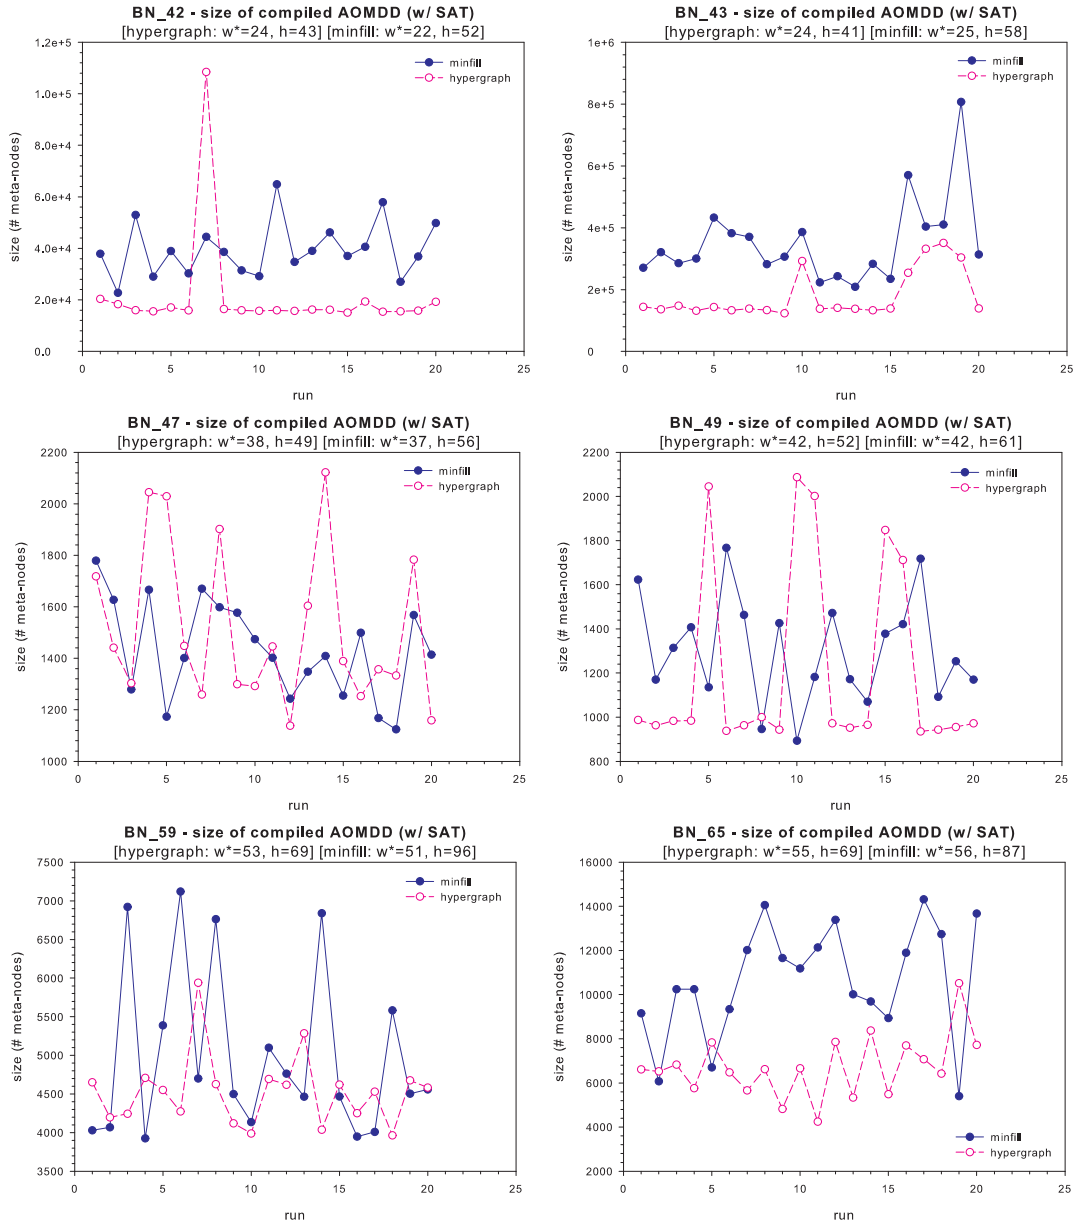 BN_42 - size of compiled AOMDD (w/ SAT)
[hypergraph: w*=24, h=43] [minfill: w*=22, h=52]
size (# meta-nodes)
1.2e+5
1.0e+5
8.0e+4
6.0e+4
4.0e+4
2.0e+4
0.0
0 5 10 15 20 25
run
minfill
hypergraph
BN_43 - size of compiled AOMDD (w/ SAT)
[hypergraph: w*=24, h=41] [minfill: w*=25, h=58]
size (# meta-nodes)
1e+6
8e+5
6e+5
4e+5
2e+5
0
0 5 10 15 20 25
run
minfill
hypergraph
BN_47 - size of compiled AOMDD (w/ SAT)
[hypergraph: w*=38, h=49] [minfill: w*=37, h=56]
size (# meta-nodes)
2200
2000
1800
1600
1400
1200
1000
0 5 10 15 20 25
run
minfill
hypergraph
BN_49 - size of compiled AOMDD (w/ SAT)
[hypergraph: w*=42, h=52] [minfill: w*=42, h=61]
size (# meta-nodes)
2200
2000
1800
1600
1400
1200
1000
800
0 5 10 15 20 25
run
minfill
hypergraph
BN_59 - size of compiled AOMDD (w/ SAT)
[hypergraph: w*=53, h=69] [minfill: w*=51, h=96]
size (# meta-nodes)
7500
7000
6500
6000
5500
5000
4500
4000
3500
0 5 10 15 20 25
run
minfill
hypergraph
BN_65 - size of compiled AOMDD (w/ SAT)
[hypergraph: w*=55, h=69] [minfill: w*=56, h=87]
size (# meta-nodes)
16000
14000
12000
10000
8000
6000
4000
2000
0 5 10 15 20 25
run
minfill
hypergraph